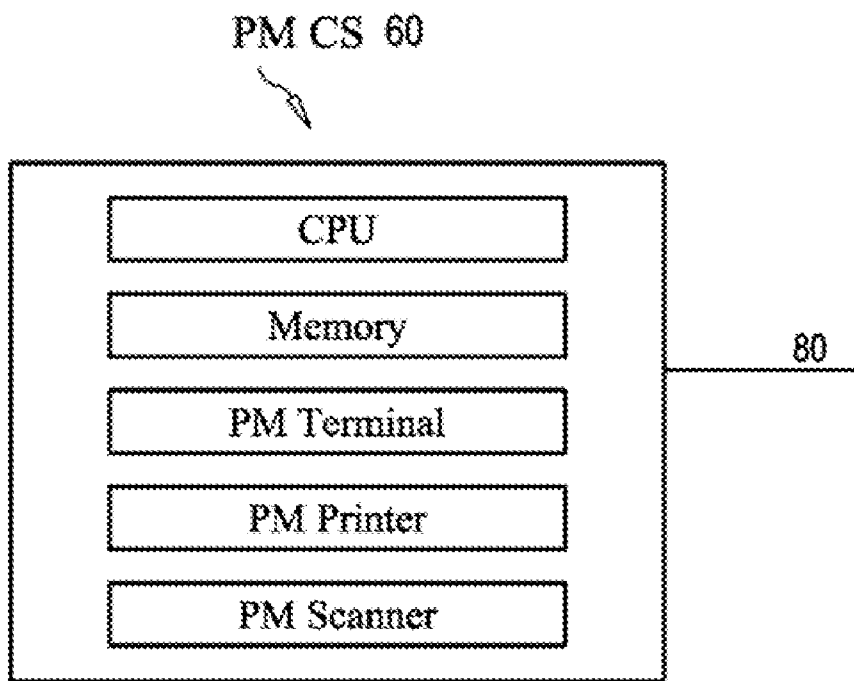 PM CS 60
CPU
Memory
80
PM Terminal
PM Printer
PM Scanner